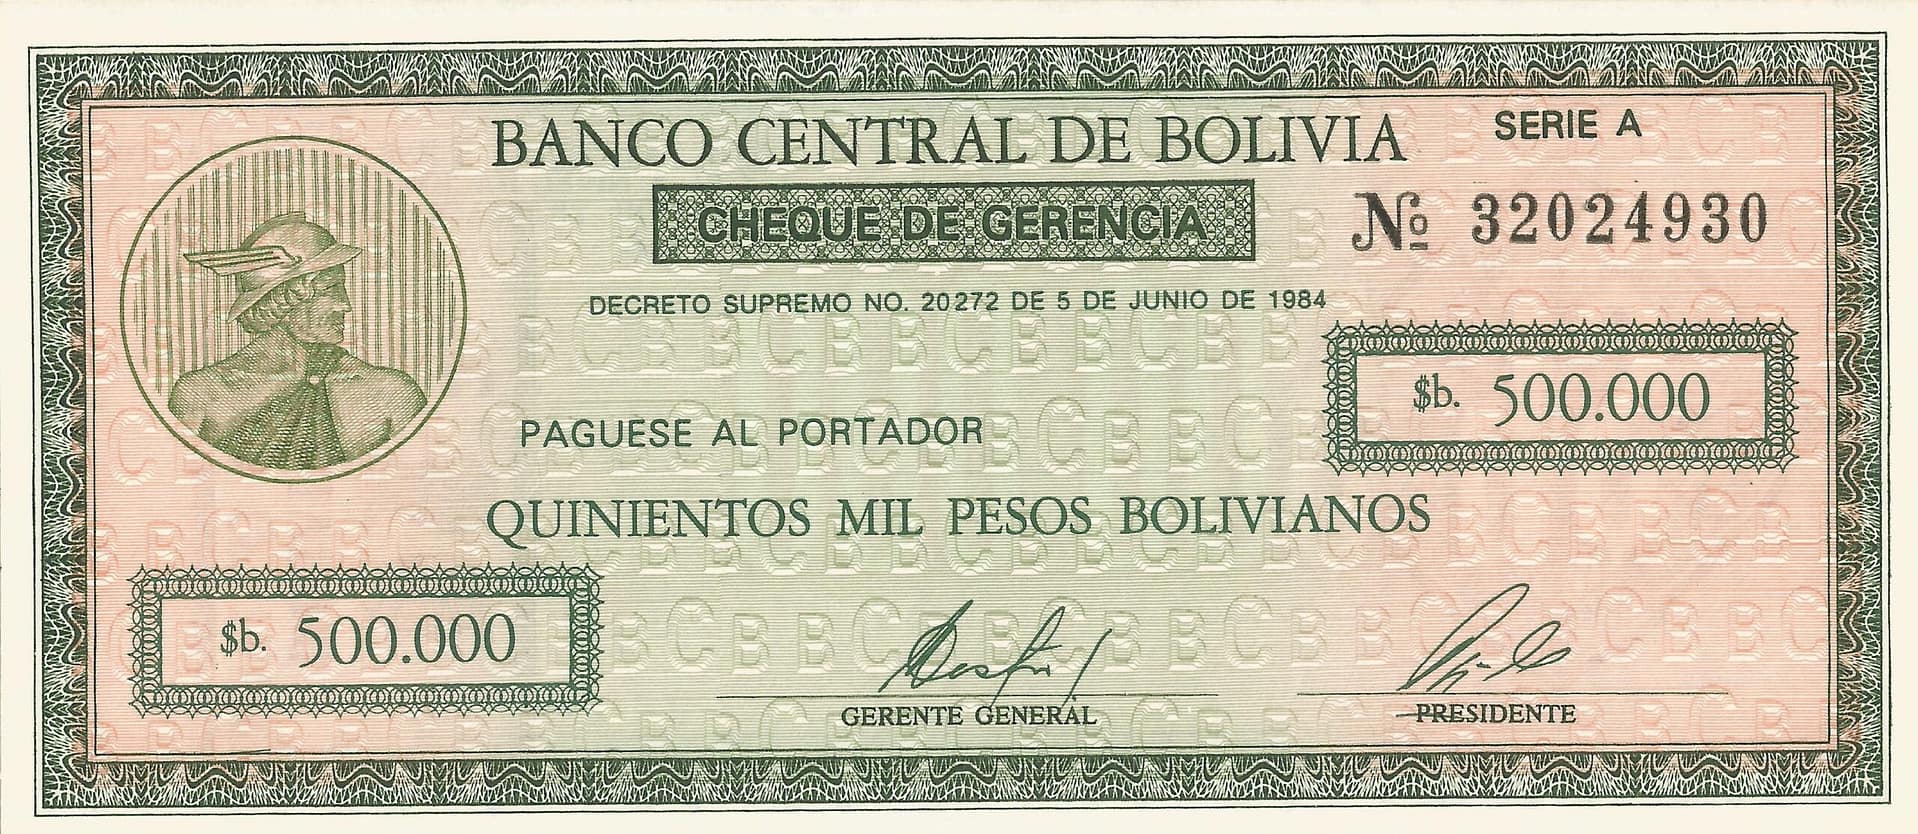 BANCO CENTRAL DE BOLIVIA
SERIE A
CHEQUE DE GERENCIA
Nº 32024930
DECRETO SUPREMO NO. 20272 DE 5 DE JUNIO DE 1984
$b. 500.000
PAGUESE AL PORTADOR
QUINIENTOS MIL PESOS BOLIVIANOS
$b. 500.000
GERENTE GENERAL
PRESIDENTE